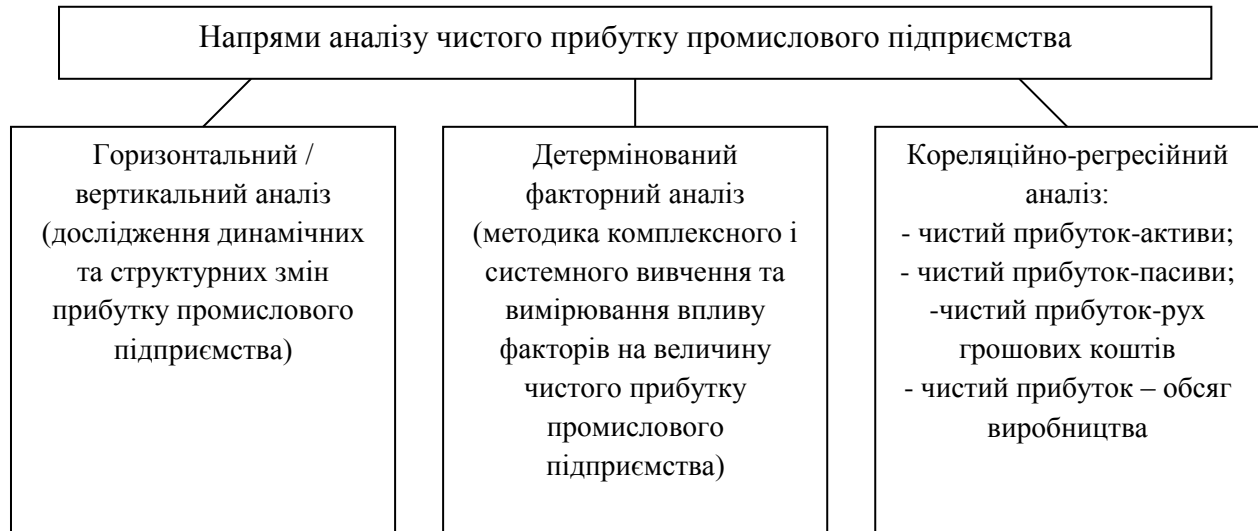 Напрями аналізу чистого прибутку промислового підприємства
Горизонтальний /
вертикальний аналіз
(дослідження динамічних
та структурних змін
прибутку промислового
підприємства)
Детермінований
факторний аналіз
(методика комплексного і
системного вивчення та
вимірювання впливу
факторів на величину
чистого прибутку
промислового
підприємства)
Кореляційно-регресійний
аналіз:
- чистий прибуток-активи;
- чистий прибуток-пасиви;
-чистий прибуток-рух
грошових коштів
- чистий прибуток – обсяг
виробництва